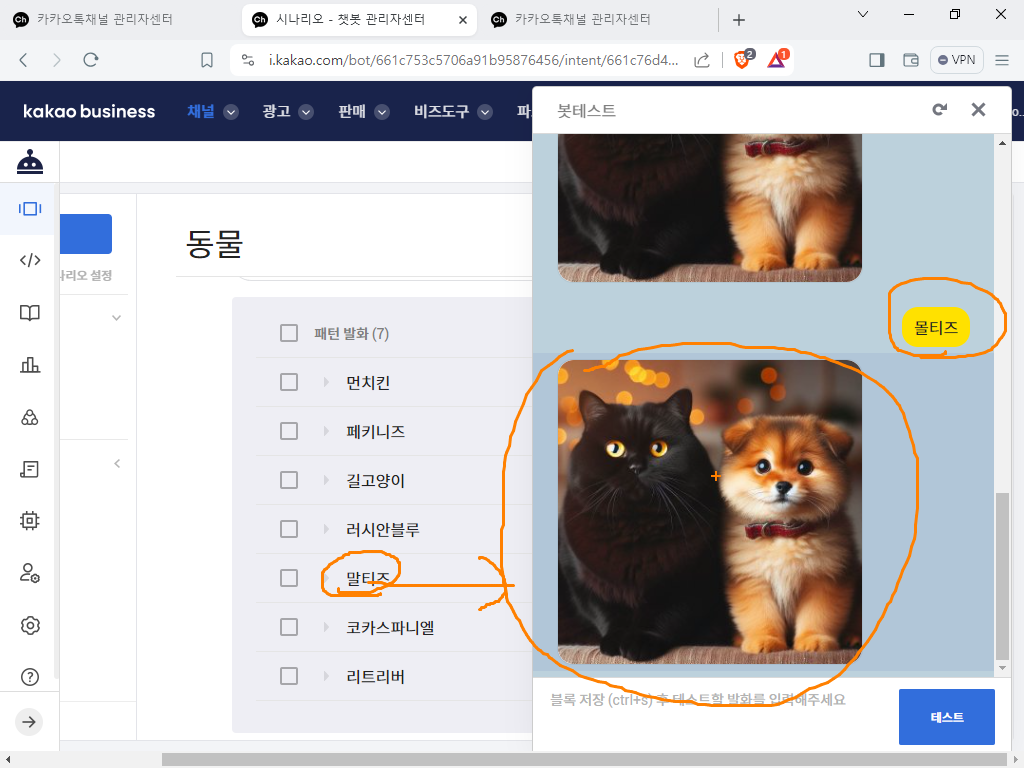 카카오톡채널 관리자센터
시나리오 - 챗봇 관리자센터
카카오톡채널 관리자센터
i.kakao.com/bot/661c753c5706a91b95876456/intent/661c76d4...
2
1
VPN
kakao business
채널
광고
판매
비즈도구
파
o..
봇테스트
나리오 설정
동물
패턴 발화 (7)
먼치킨
페키니즈
길고양이
러시안블루
말티즈
코카스파니엘
리트리버
몰티즈
블록 저장 (ctrl+s) 후 테스트할 발화를 입력해주세요
테스트